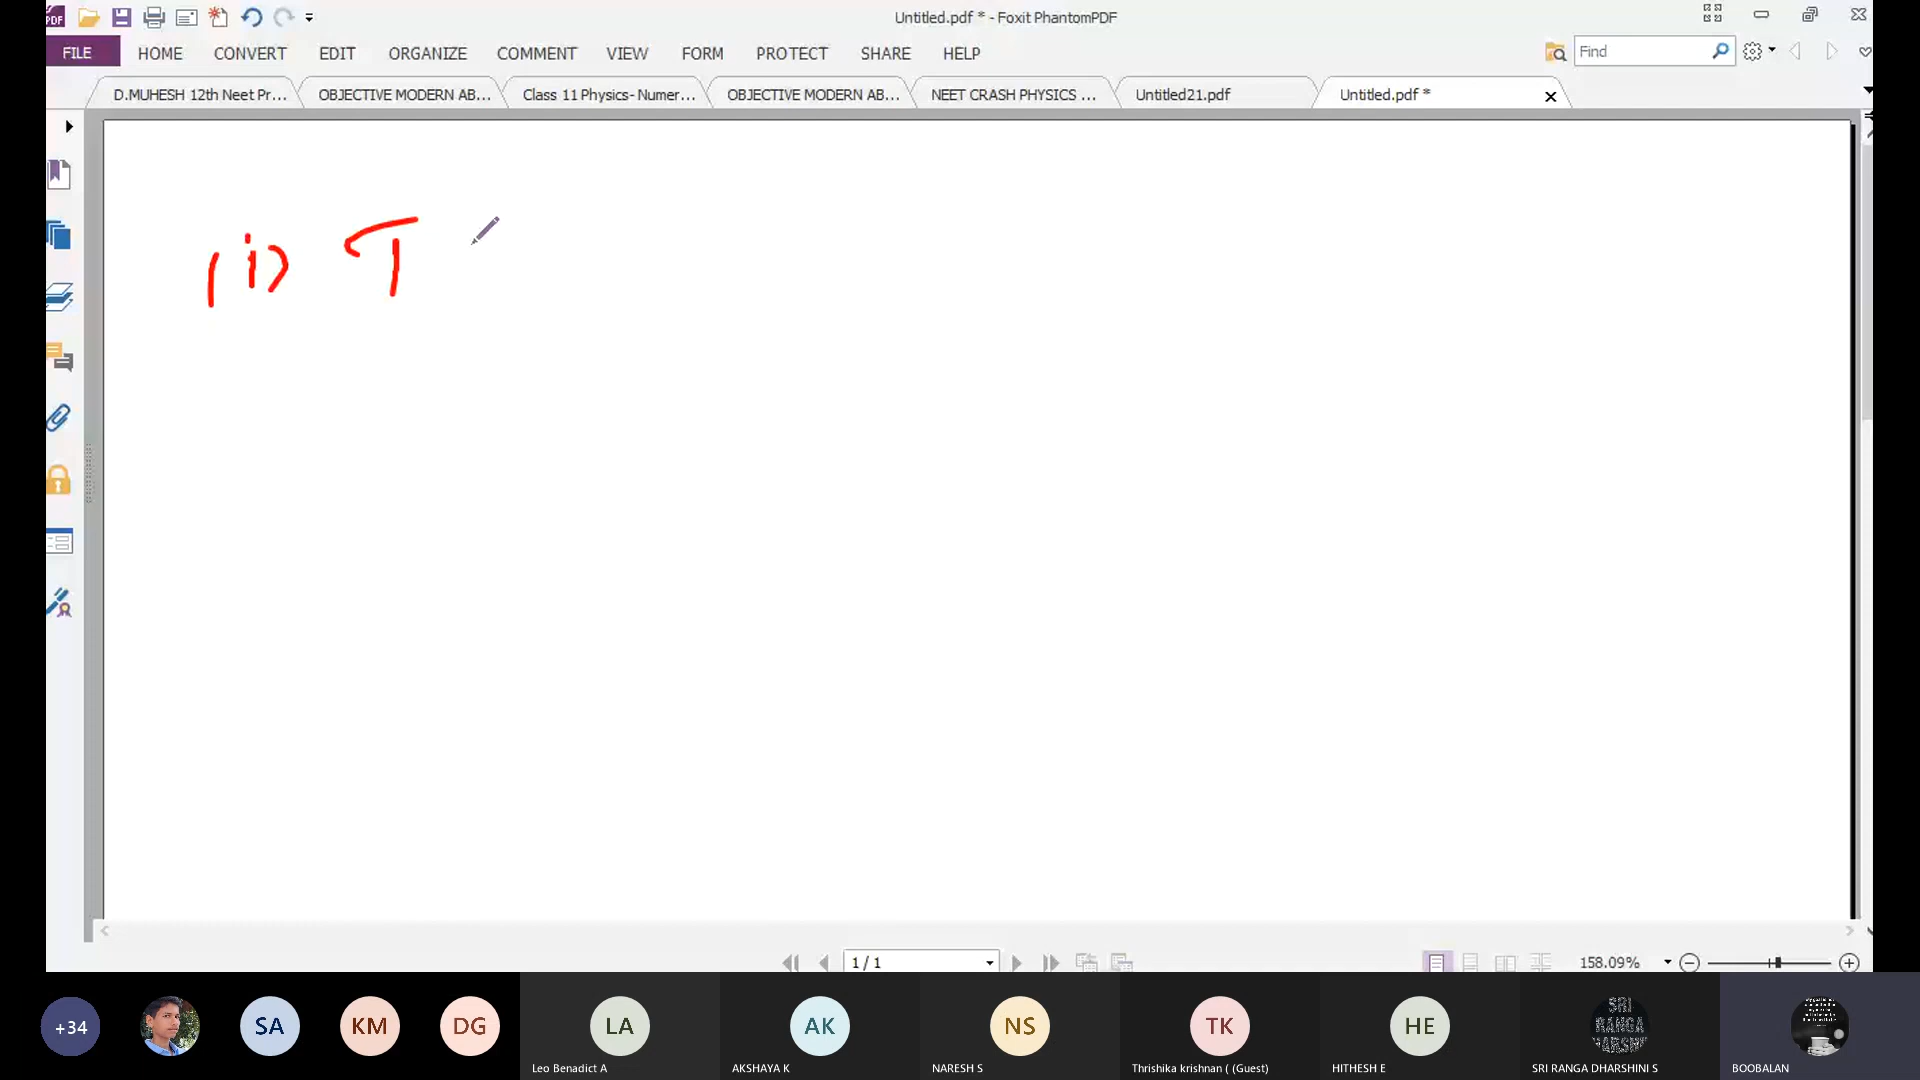 PDF
Untitled.pdf * - Foxit PhantomPDF
FILE HOME CONVERT EDIT ORGANIZE COMMENT VIEW FORM PROTECT SHARE HELP
Find
D.MUHESH 12th Neet Pr... OBJECTIVE MODERN AB... Class 11 Physics- Numer... OBJECTIVE MODERN AB... NEET CRASH PHYSICS ... Untitled21.pdf Untitled.pdf *
(i) T
1 / 1
158.09%
+34 SA KM DG LA AK NS TK HE SRI RANGA
Leo Benadict A AKSHAYA K NARESH S Thrishika krishnan ( (Guest) HITHESH E SRI RANGA DHARSHINI S BOOBALAN